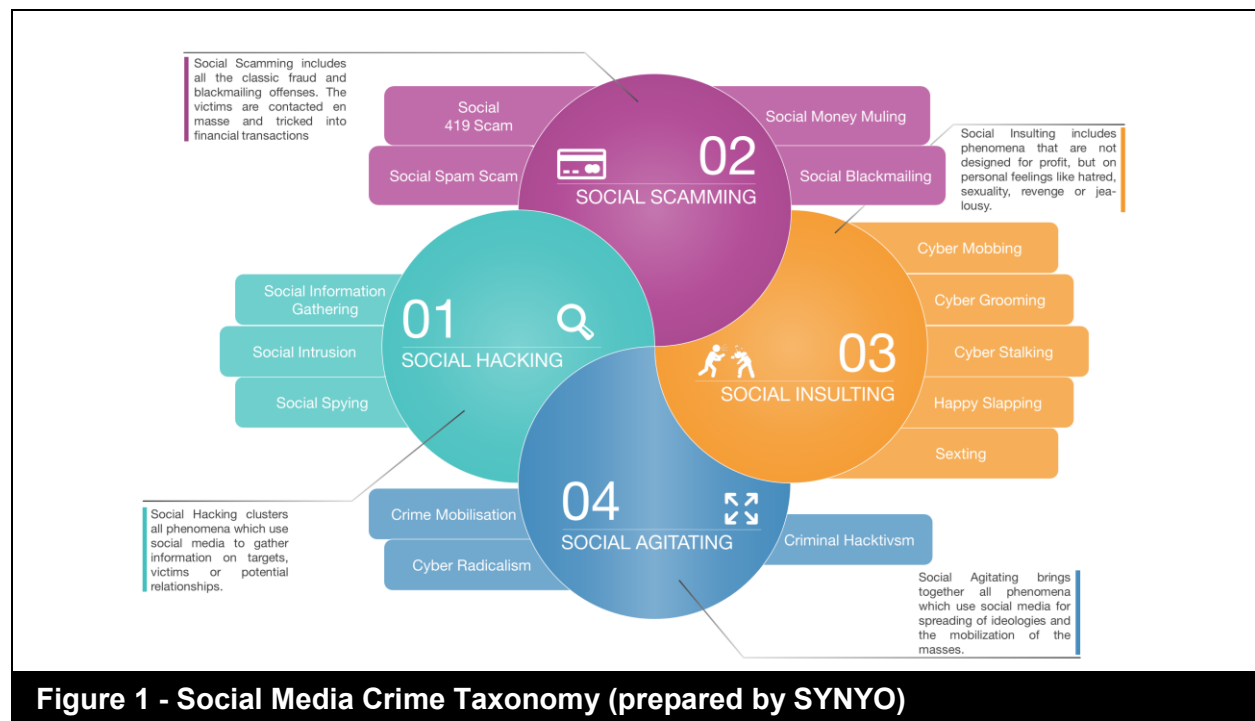 Social Scamming includes
all the classic fraud and
blackmailing offenses. The
victims are contacted en
masse and tricked into
financial transactions
Social
419 Scam
Social Spam Scam
02
SOCIAL SCAMMING
Social Money Muling
Social Blackmailing
Social Insulting includes
phenomena that are not
designed for profit, but on
personal feelings like hatred,
sexuality, revenge or jea-
lousy.
Social Information
Gathering
Social Intrusion
Social Spying
01
SOCIAL HACKING
03
SOCIAL INSULTING
Cyber Mobbing
Cyber Grooming
Cyber Stalking
Happy Slapping
Sexting
Social Hacking clusters
all phenomena which use
social media to gather
information on targets,
victims or potential
relationships.
Crime Mobilisation
Cyber Radicalism
04
SOCIAL AGITATING
Criminal Hacktivsm
Social Agitating brings
together all phenomena
which use social media for
spreading of ideologies and
the mobilization of the
masses.
Figure 1 - Social Media Crime Taxonomy (prepared by SYNYO)